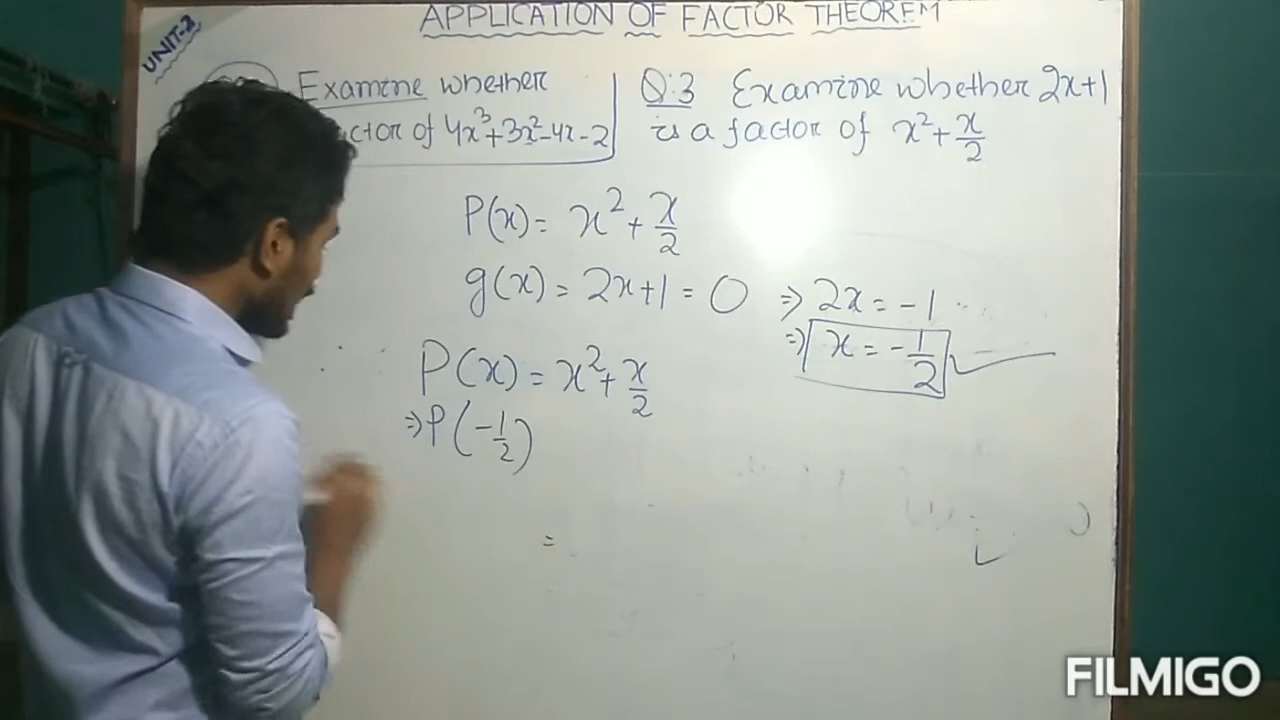 APPLICATION OF FACTOR THEOREM
UNIT-2
Examine whether
ctor of 4x³+3x²-4x-2
Q:3 Examine whether 2x+1
is a factor of x²+x/2
P(x)= x²+x/2
g(x)= 2x+1=0 ⇒ 2x=-1
⇒ x=-1/2
P(x)=x²+x/2
⇒P(-1/2)
=
FILMIGO